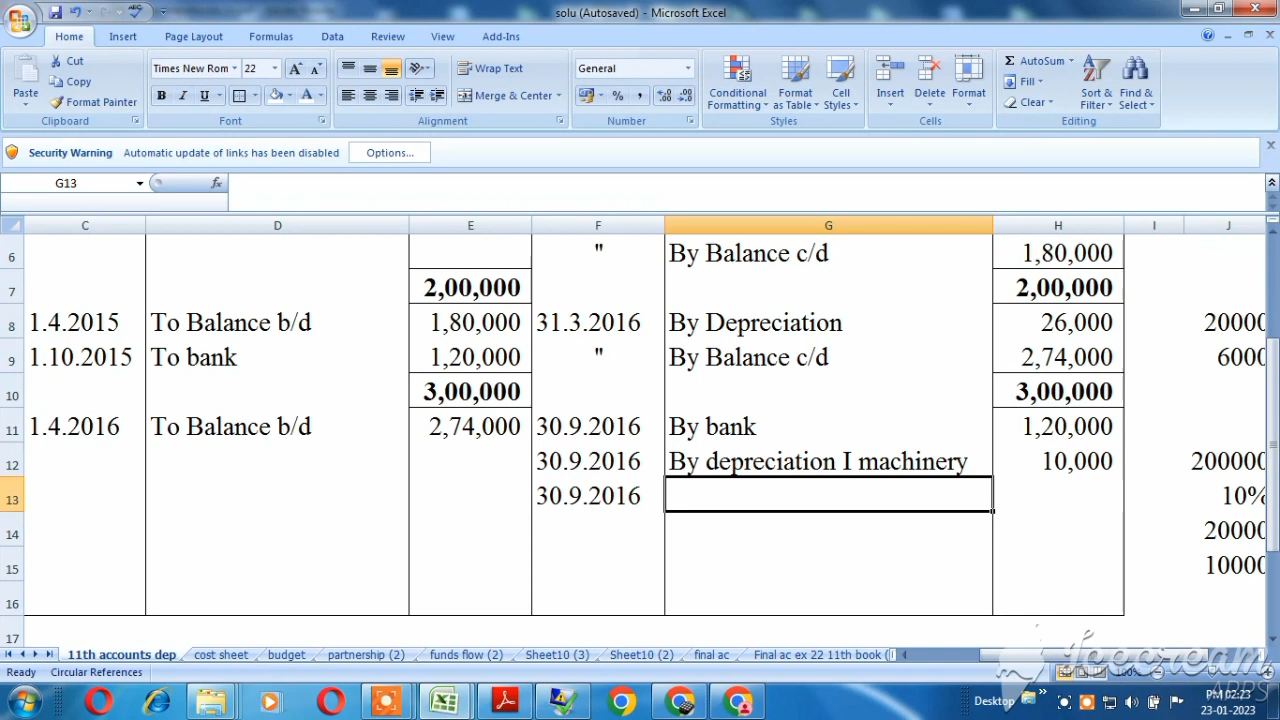 solu (Autosaved) - Microsoft Excel
Home Insert Page Layout Formulas Data Review View Add-Ins
Paste Cut Copy Format Painter Clipboard
Times New Rom 22 B I U A Font
Wrap Text Merge & Center Alignment
General % , Number
Conditional Formatting Format as Table Cell Styles Styles
Insert Delete Format Cells
Σ AutoSum Fill Clear Sort & Filter Find & Select Editing
Security Warning Automatic update of links has been disabled Options...
G13 fx
C D E F G H I J
6 " By Balance c/d 1,80,000
7 2,00,000 2,00,000
8 1.4.2015 To Balance b/d 1,80,000 31.3.2016 By Depreciation 26,000 20000
9 1.10.2015 To bank 1,20,000 " By Balance c/d 2,74,000 6000
10 3,00,000 3,00,000
11 1.4.2016 To Balance b/d 2,74,000 30.9.2016 By bank 1,20,000
12 30.9.2016 By depreciation I machinery 10,000 200000
13 30.9.2016 10%
14 20000
15 10000
16
17
11th accounts dep cost sheet budget partnership (2) funds flow (2) Sheet10 (3) Sheet10 (2) final ac Final ac ex 22 11th book (
Ready Circular References 100%
Icecream APPS
Desktop PM 02:23
23-01-2023